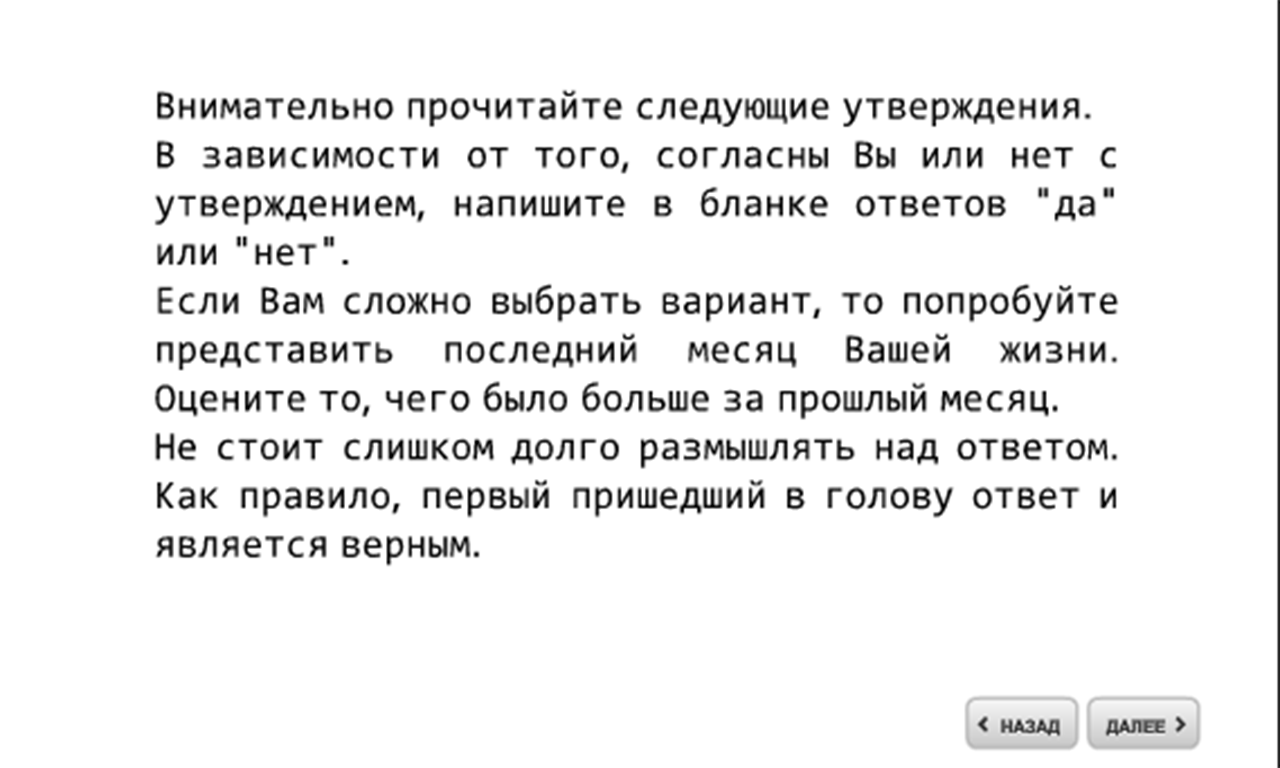 Внимательно прочитайте следующие утверждения.
В зависимости от того, согласны Вы или нет с
утверждением, напишите в бланке ответов "да"
или "нет".
Если Вам сложно выбрать вариант, то попробуйте
представить последний месяц Вашей жизни.
Оцените то, чего было больше за прошлый месяц.
Не стоит слишком долго размышлять над ответом.
Как правило, первый пришедший в голову ответ и
является верным.
НАЗАД
ДАЛЕЕ